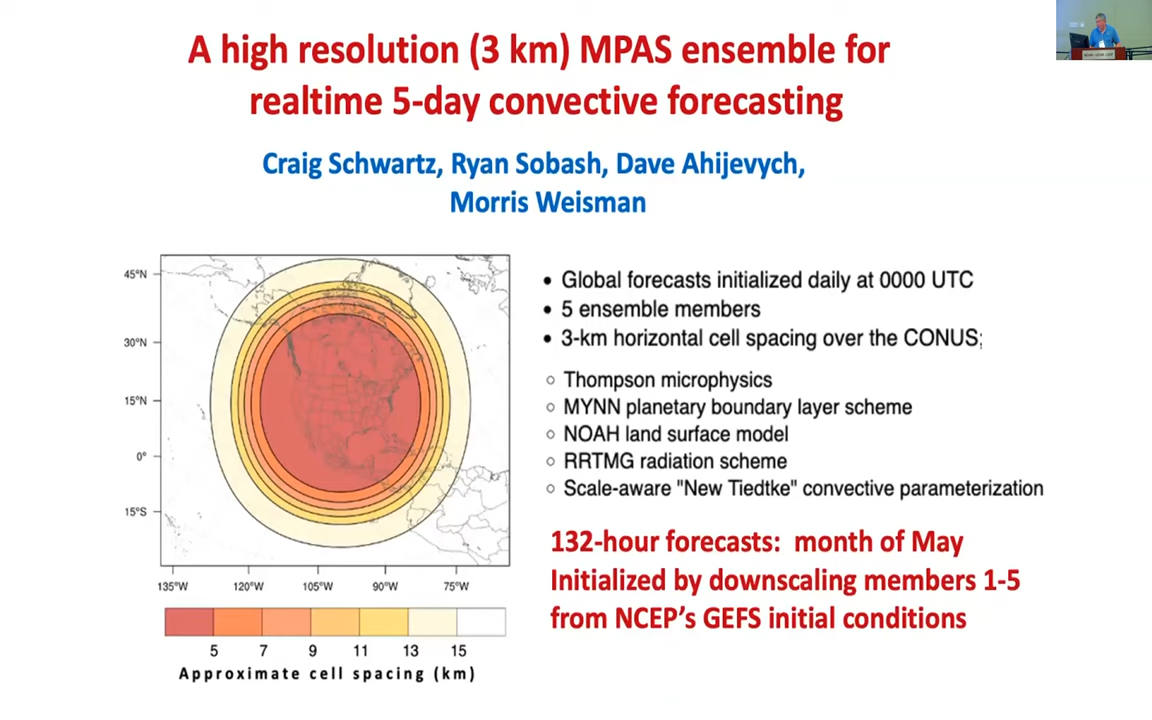 A high resolution (3 km) MPAS ensemble for
realtime 5-day convective forecasting
Craig Schwartz, Ryan Sobash, Dave Ahijevych,
Morris Weisman
45°N
30°N
15°N
0°
15°S
135°W 120°W 105°W 90°W 75°W
5 7 9 11 13 15
Approximate cell spacing (km)
• Global forecasts initialized daily at 0000 UTC
• 5 ensemble members
• 3-km horizontal cell spacing over the CONUS;
○ Thompson microphysics
○ MYNN planetary boundary layer scheme
○ NOAH land surface model
○ RRTMG radiation scheme
○ Scale-aware "New Tiedtke" convective parameterization
132-hour forecasts: month of May
Initialized by downscaling members 1-5
from NCEP’s GEFS initial conditions